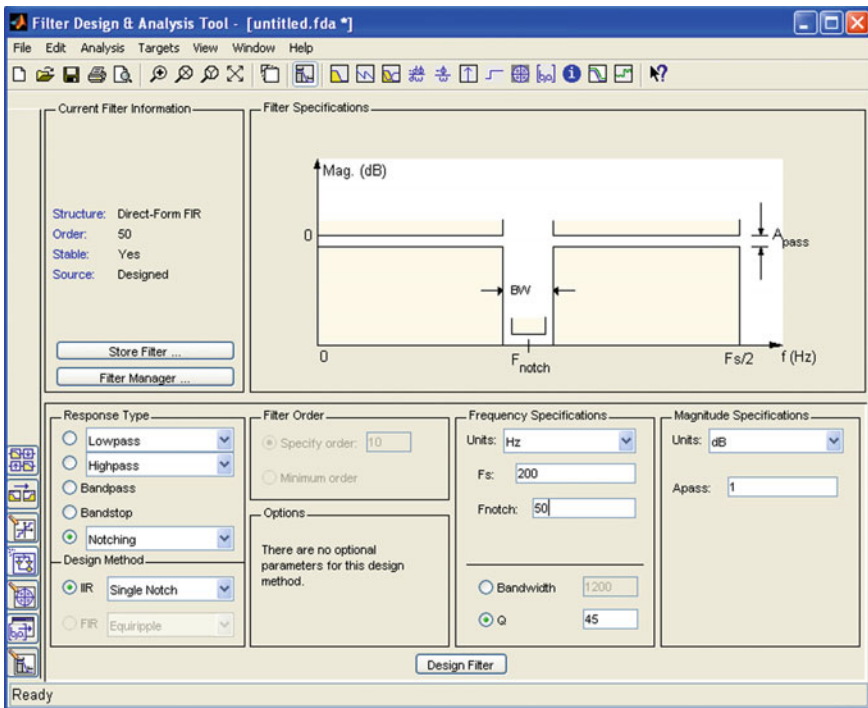 Filter Design & Analysis Tool - [untitled.fda *]
File Edit Analysis Targets View Window Help
Current Filter Information
Structure: Direct-Form FIR
Order: 50
Stable: Yes
Source: Designed
Store Filter ...
Filter Manager ...
Filter Specifications
Mag. (dB)
0
A pass
BW
0
F notch
Fs/2
f (Hz)
Response Type
Lowpass
Highpass
Bandpass
Bandstop
Notching
Design Method
IIR Single Notch
FIR Equiripple
Filter Order
Specify order: 10
Minimum order
Options
There are no optional
parameters for this design
method.
Frequency Specifications
Units: Hz
Fs: 200
Fnotch: 50
Bandwidth 1200
Q 45
Magnitude Specifications
Units: dB
Apass: 1
Design Filter
Ready